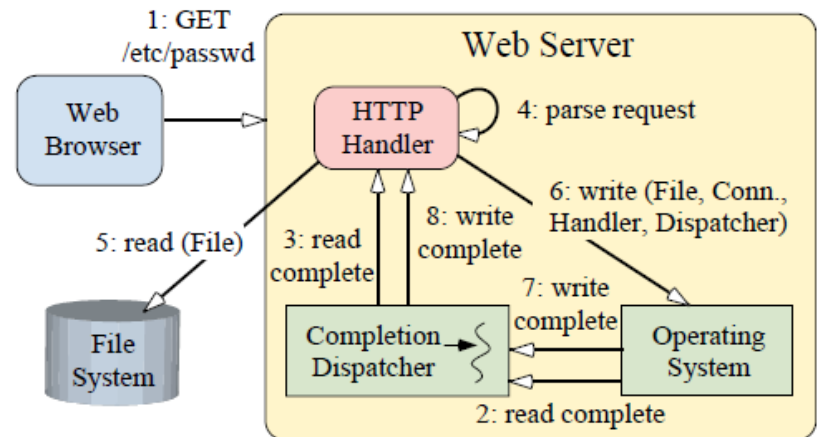 1: GET
/etc/passwd
Web Server
Web
Browser
HTTP
Handler
4: parse request
5: read (File)
3: read
complete
8: write
complete
6: write (File, Conn.,
Handler, Dispatcher)
7: write
complete
File
System
Completion
Dispatcher
Operating
System
2: read complete